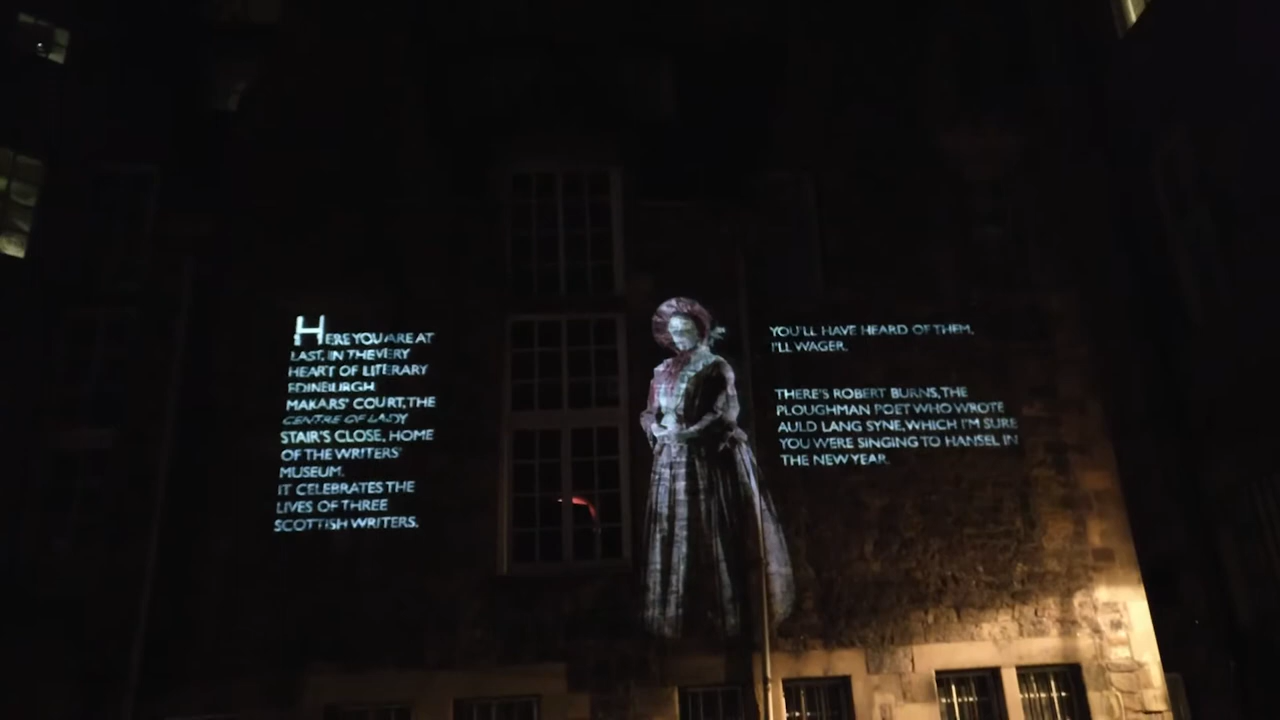 HERE YOU ARE AT
LAST, IN THE VERY
HEART OF LITERARY
EDINBURGH.
MAKARS' COURT, THE
CENTRE OF LADY
STAIR'S CLOSE, HOME
OF THE WRITERS'
MUSEUM.
IT CELEBRATES THE
LIVES OF THREE
SCOTTISH WRITERS.
YOU'LL HAVE HEARD OF THEM,
I'LL WAGER.
THERE'S ROBERT BURNS, THE
PLOUGHMAN POET WHO WROTE
AULD LANG SYNE, WHICH I'M SURE
YOU WERE SINGING TO HANSEL IN
THE NEW YEAR.